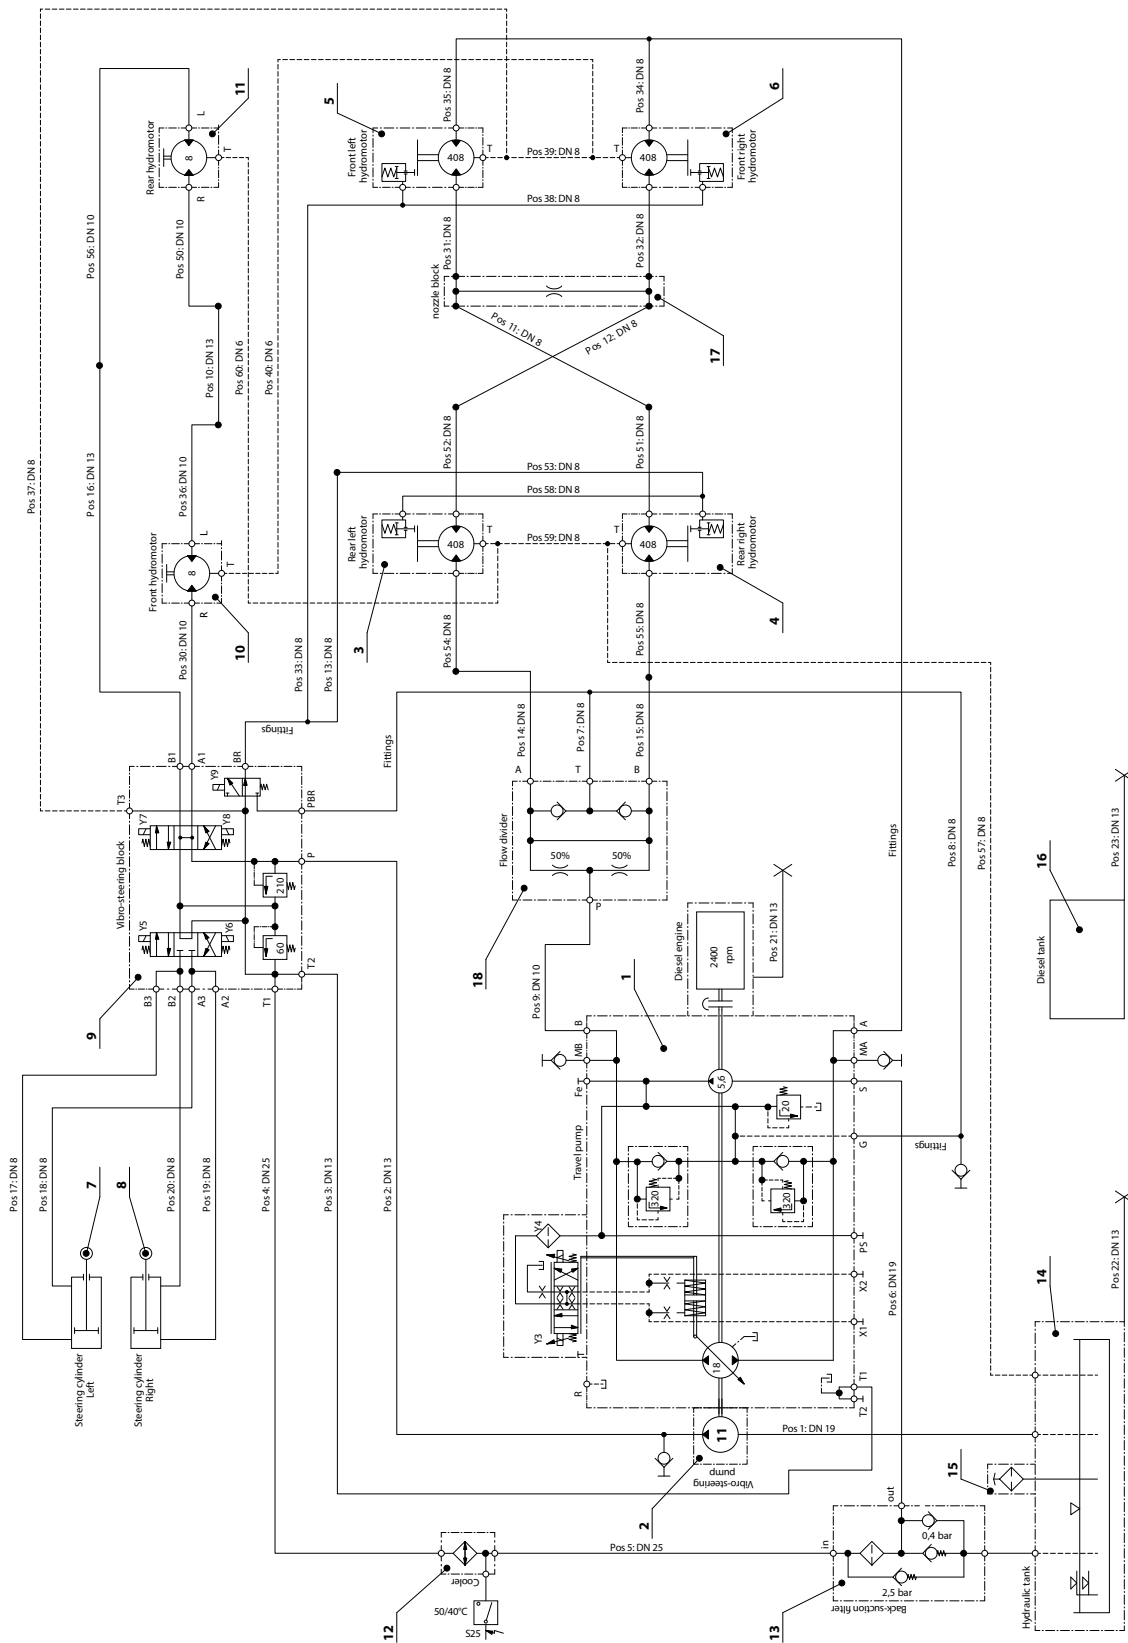 Pos 37: DN 8
Pos 56: DN 10
Pos 16: DN 13
11
L
Rear hydromotor
8
T
R
Pos 50: DN 10
Pos 10: DN 13
Pos 60: DN 6
Pos 40: DN 6
Pos 36: DN 10
L
Front hydromotor
8
T
R
10
Pos 30: DN 10
Pos 33: DN 8
Pos 13: DN 8
5
Front left
hydromotor
408
T
Pos 35: DN 8
Pos 34: DN 8
6
Pos 39: DN 8
T
408
Front right
hydromotor
Pos 38: DN 8
Pos 31: DN 8
Pos 32: DN 8
nozzle block
17
Pos 11: DN 8
Pos 12: DN 8
Pos 52: DN 8
Pos 51: DN 8
Pos 53: DN 8
Pos 58: DN 8
Rear left
hydromotor
408
T
Pos 59: DN 8
T
408
Rear right
hydromotor
3
4
Pos 54: DN 8
Pos 55: DN 8
Fittings
Fittings
Pos 14: DN 8
Pos 7: DN 8
Pos 15: DN 8
A
T
B
Flow divider
50%
50%
P
18
Vibro-steering block
T3
B1
A1
BR
Y9
Y7
Y8
PBR
P
210
Y5
Y6
60
T2
B3
B2
A3
A2
T1
9
Pos 17: DN 8
Pos 18: DN 8
7
8
Pos 20: DN 8
Pos 19: DN 8
Pos 4: DN 25
Pos 3: DN13
Pos 2: DN13
Steering cylinder
Left
Steering cylinder
Right
Pos 9: DN 10
1
Diesel engine
2400
rpm
Pos 21: DN 13
Fittings
Pos 8: DN 8
Pos 57: DN 8
16
Diesel tank
Pos 23: DN 13
B
MB
Fe
A
MA
S
5,6
Travel pump
20
G
Fittings
320
320
Y4
Y3
T
PS
X2
X1
R
18
T1
T2
Pos 6: DN19
14
Pos 22: DN 13
11
Vibro-steering
pump
2
Pos 1: DN 19
15
out
in
0,4 bar
2,5 bar
Back-suction filter
13
Hydraulic tank
Pos 5: DN 25
Cooler
12
50/40°C
S25